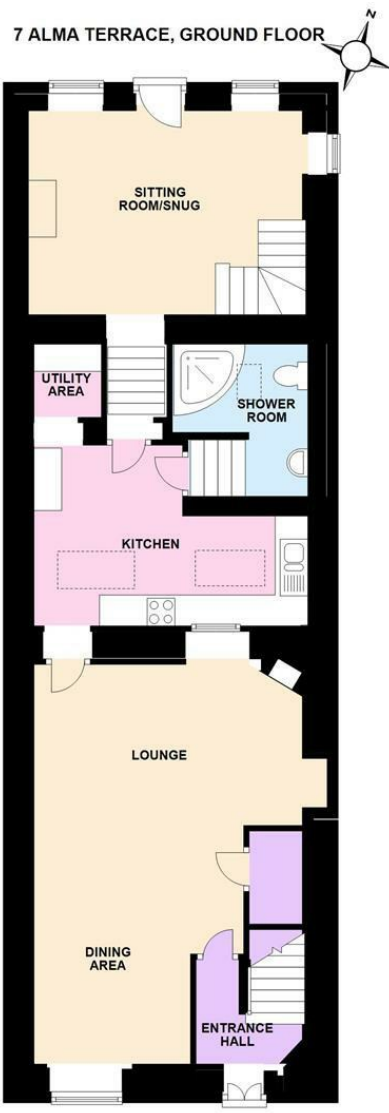 7 ALMA TERRACE, GROUND FLOOR
N
SITTING
ROOM/SNUG
UTILITY
AREA
SHOWER
ROOM
KITCHEN
LOUNGE
DINING
AREA
ENTRANCE
HALL